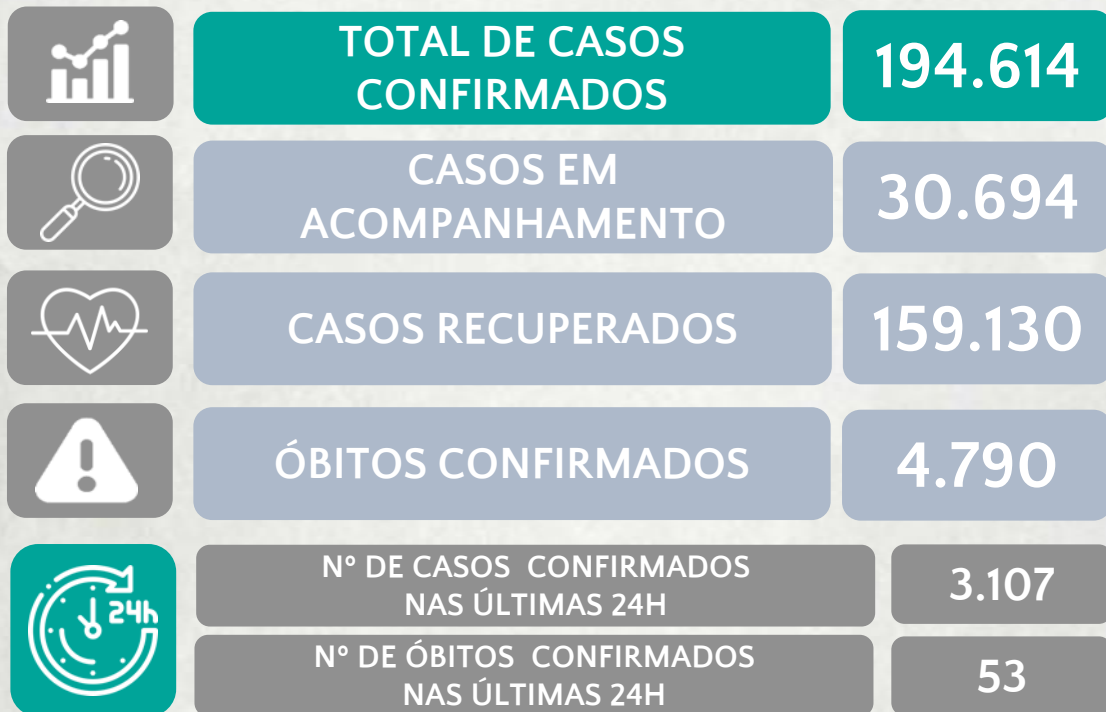 TOTAL DE CASOS
CONFIRMADOS
194.614
CASOS EM
ACOMPANHAMENTO
30.694
CASOS RECUPERADOS
159.130
ÓBITOS CONFIRMADOS
4.790
24h
Nº DE CASOS CONFIRMADOS
NAS ÚLTIMAS 24H
3.107
Nº DE ÓBITOS CONFIRMADOS
NAS ÚLTIMAS 24H
53